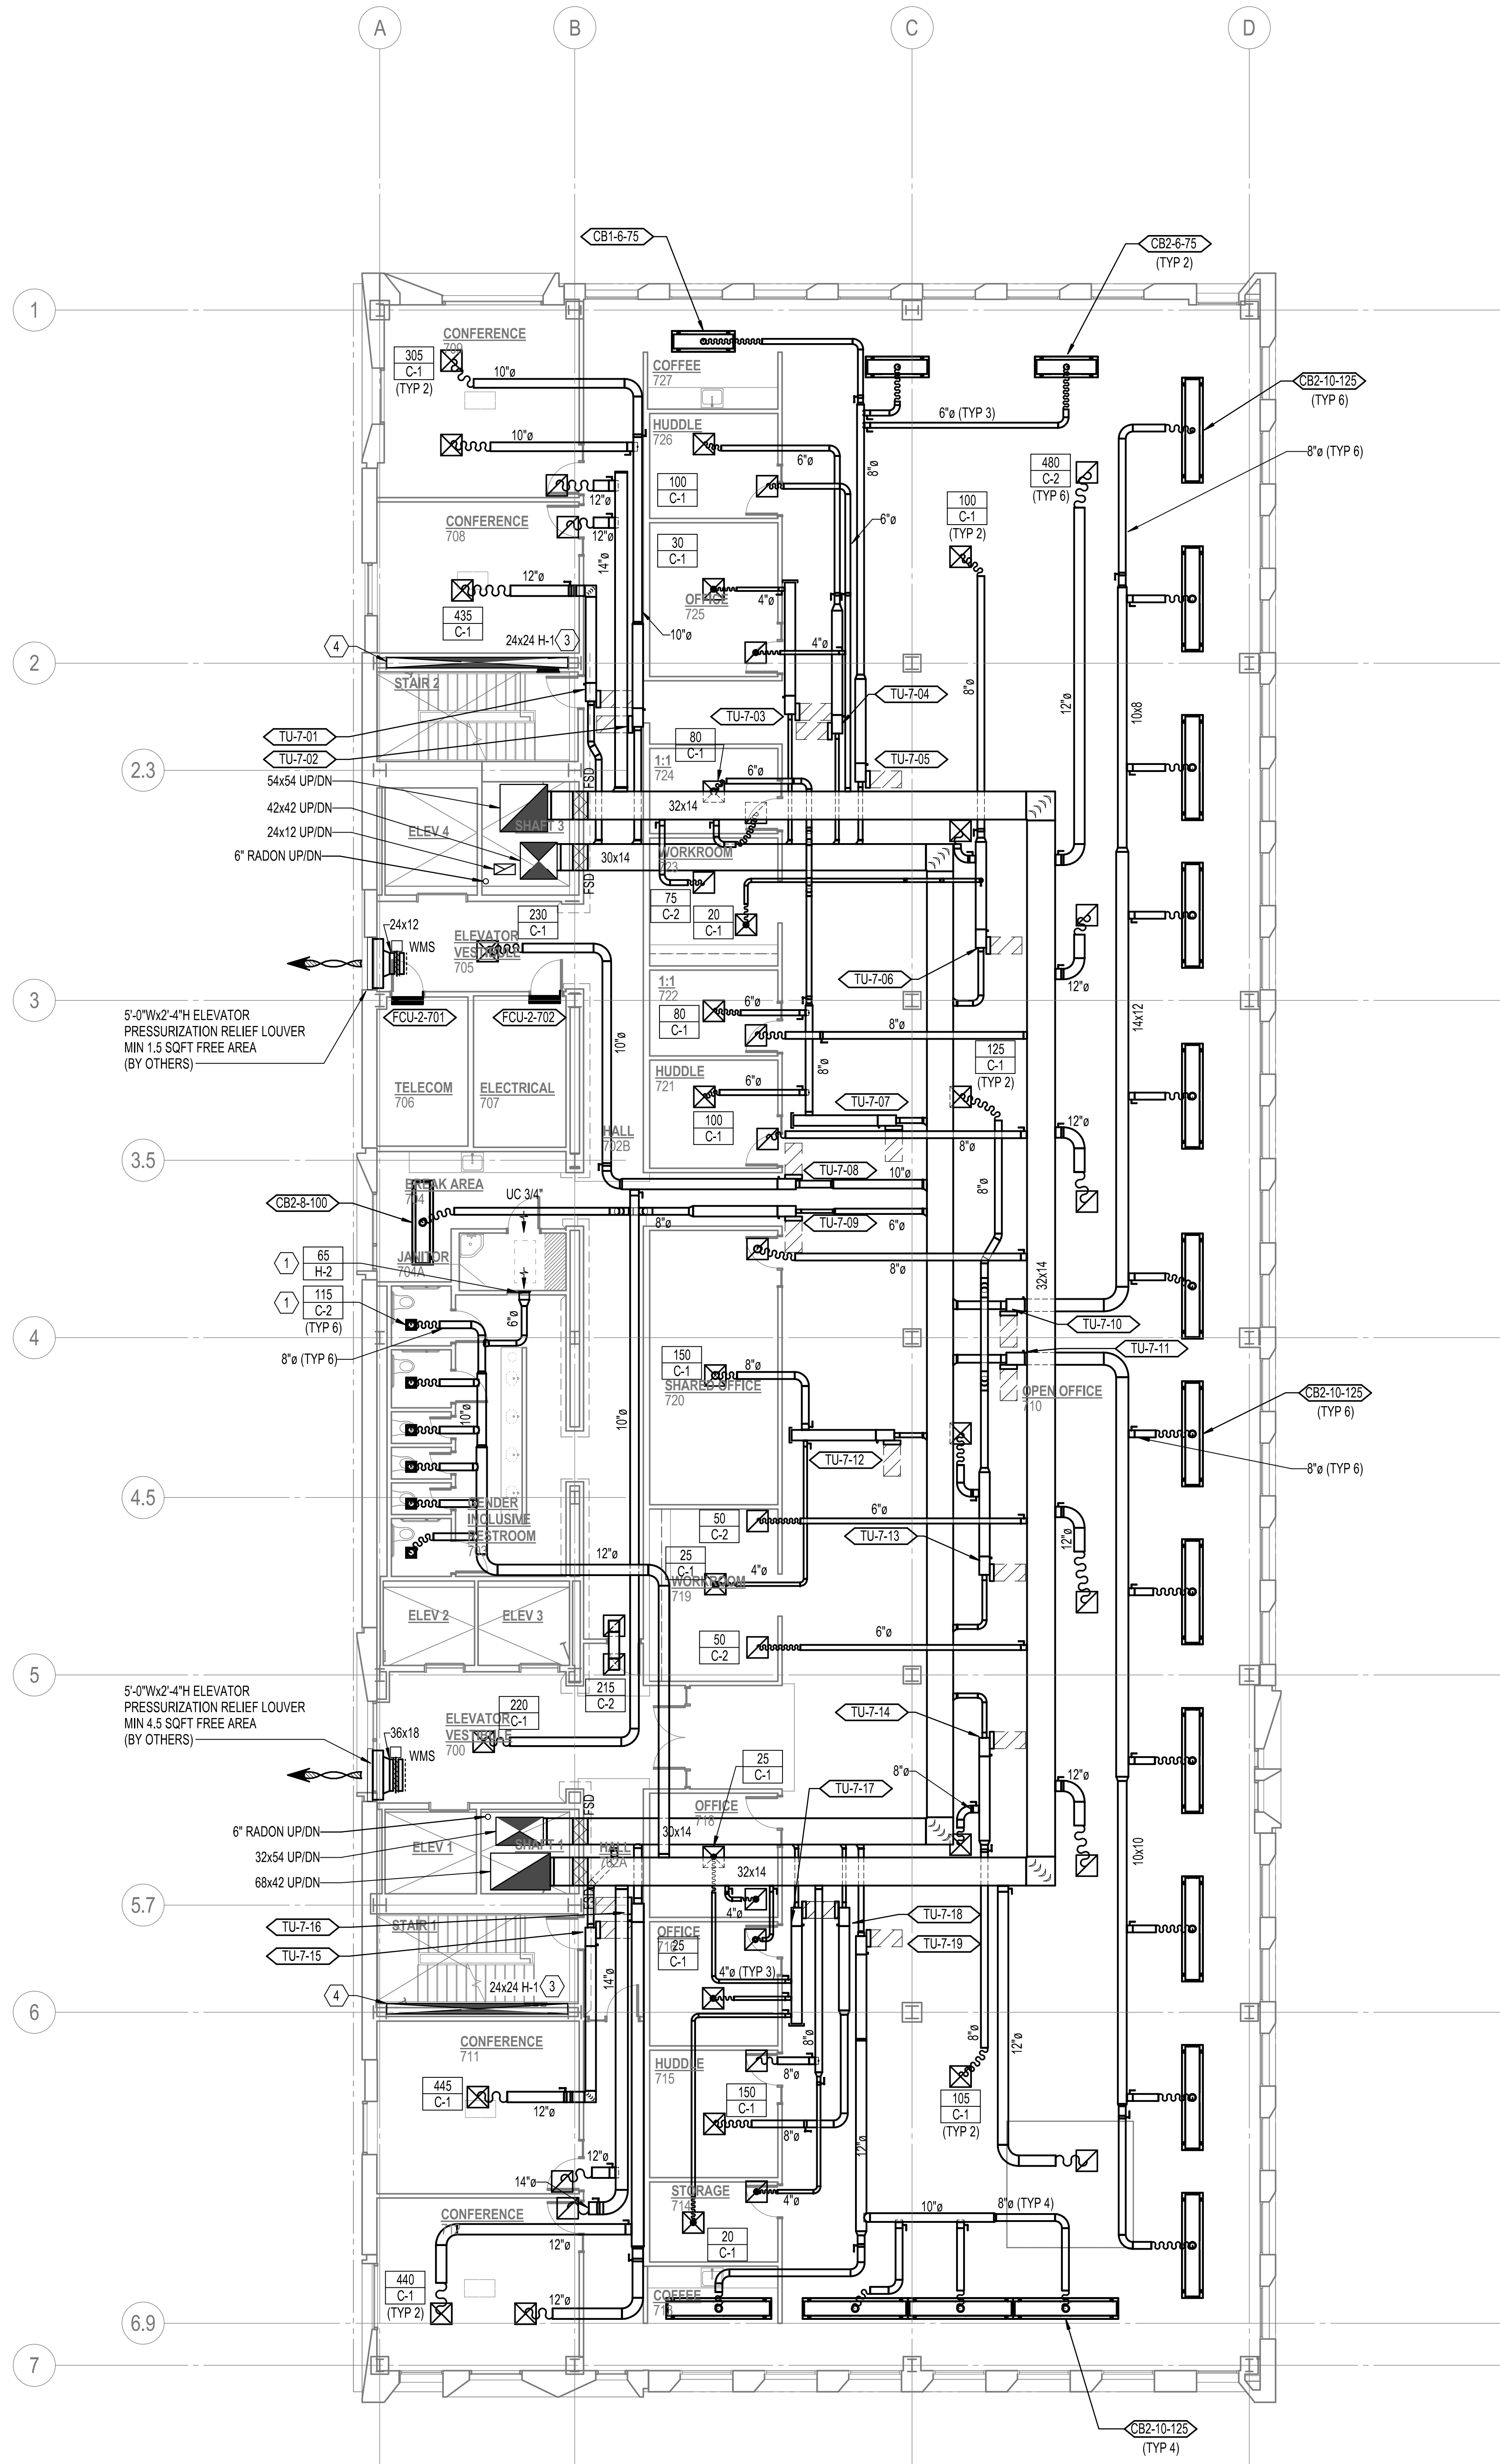 A
B
C
D
CB1-6-75
CB2-6-75
(TYP 2)
1
CONFERENCE
709
305
C-1
(TYP 2)
10"ø
COFFEE
727
CB2-10-125
(TYP 6)
6"ø (TYP 3)
10"ø
HUDDLE
726
6"ø
8"ø
480
C-2
(TYP 6)
8"ø (TYP 6)
12"ø
100
C-1
100
C-1
(TYP 2)
CONFERENCE
708
12"ø
6"ø
30
C-1
14"ø
12"ø
OFFICE
725
4"ø
435
C-1
10"ø
4"ø
24x24 H-1
3
4
2
STAIR 2
8"ø
12"ø
10x8
TU-7-03
TU-7-04
TU-7-01
TU-7-02
80
C-1
1:1
724
TU-7-05
2.3
6"ø
54x54 UP/DN
FSD
32x14
42x42 UP/DN
ELEV 4
SHAFT 3
24x12 UP/DN
6" RADON UP/DN
30x14
WORKROOM
723
FSD
75
C-2
20
C-1
230
C-1
24x12
WMS
ELEVATOR
VESTIBULE
705
TU-7-06
12"ø
3
1:1
722
6"ø
80
C-1
8"ø
14x12
FCU-2-701
FCU-2-702
5'-0"Wx2'-4"H ELEVATOR
PRESSURIZATION RELIEF LOUVER
MIN 1.5 SQFT FREE AREA
(BY OTHERS)
10"ø
125
C-1
(TYP 2)
TELECOM
706
ELECTRICAL
707
HUDDLE
721
6"ø
8"ø
TU-7-07
100
C-1
HALL
702B
8"ø
12"ø
3.5
TU-7-08
10"ø
8"ø
BREAK AREA
704
UC 3/4"
CB2-8-100
8"ø
TU-7-09
6"ø
JANITOR
704A
8"ø
1
65
H-2
1
115
C-2
(TYP 6)
6"ø
32x14
TU-7-10
4
8"ø (TYP 6)
TU-7-11
150
C-1
8"ø
SHARED OFFICE
720
OPEN OFFICE
710
CB2-10-125
(TYP 6)
10"ø
10"ø
TU-7-12
8"ø (TYP 6)
4.5
GENDER
INCLUSIVE
RESTROOM
703
50
C-2
6"ø
TU-7-13
12"ø
12"ø
25
C-1
4"ø
WORKROOM
719
ELEV 2
ELEV 3
50
C-2
6"ø
5
5'-0"Wx2'-4"H ELEVATOR
PRESSURIZATION RELIEF LOUVER
MIN 4.5 SQFT FREE AREA
(BY OTHERS)
215
C-2
220
C-1
ELEVATOR
VESTIBULE
700
TU-7-14
36x18
WMS
25
C-1
8"ø
12"ø
TU-7-17
OFFICE
718
FSD
6" RADON UP/DN
30x14
ELEV 1
SHAFT 1
HALL
702A
32x54 UP/DN
32x14
10x10
68x42 UP/DN
FSD
4"ø
5.7
TU-7-16
STAIR 1
TU-7-18
OFFICE
25
C-1
TU-7-15
TU-7-19
14"ø
4"ø (TYP 3)
24x24 H-1
3
4
6
8"ø
8"ø
12"ø
CONFERENCE
711
HUDDLE
715
8"ø
445
C-1
12"ø
150
C-1
105
C-1
(TYP 2)
8"ø
12"ø
12"ø
14"ø
STORAGE
714
4"ø
CONFERENCE
10"ø
8"ø (TYP 4)
20
C-1
12"ø
440
C-1
(TYP 2)
12"ø
COFFEE
6.9
7
CB2-10-125
(TYP 4)